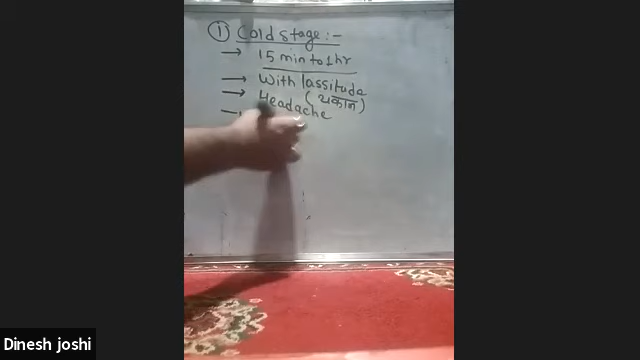 ① Cold stage :-
→ 15 min to 1 hr
→ With lassitude
(थकान)
→ Headache
→
Dinesh joshi